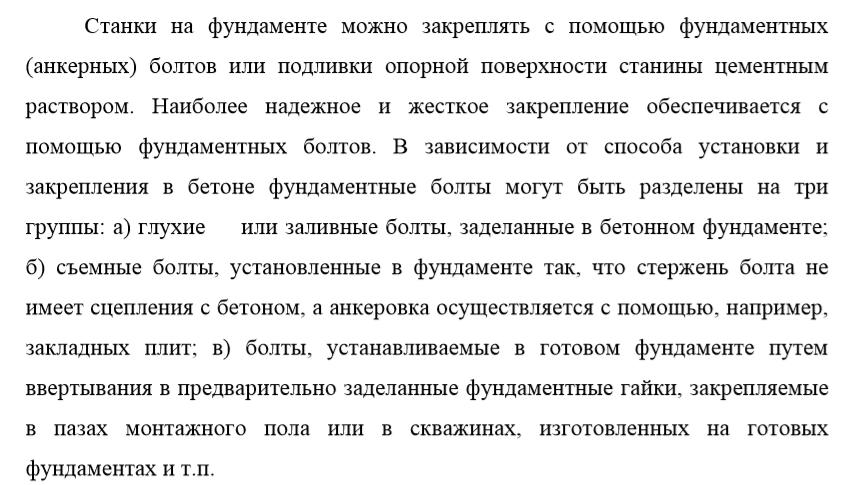 Станки на фундаменте можно закреплять с помощью фундаментных
(анкерных) болтов или подливки опорной поверхности станины цементным
раствором. Наиболее надежное и жесткое закрепление обеспечивается с
помощью фундаментных болтов. В зависимости от способа установки и
закрепления в бетоне фундаментные болты могут быть разделены на три
группы: а) глухие или заливные болты, заделанные в бетонном фундаменте;
б) съемные болты, установленные в фундаменте так, что стержень болта не
имеет сцепления с бетоном, а анкеровка осуществляется с помощью, например,
закладных плит; в) болты, устанавливаемые в готовом фундаменте путем
ввертывания в предварительно заделанные фундаментные гайки, закрепляемые
в пазах монтажного пола или в скважинах, изготовленных на готовых
фундаментах и т.п.